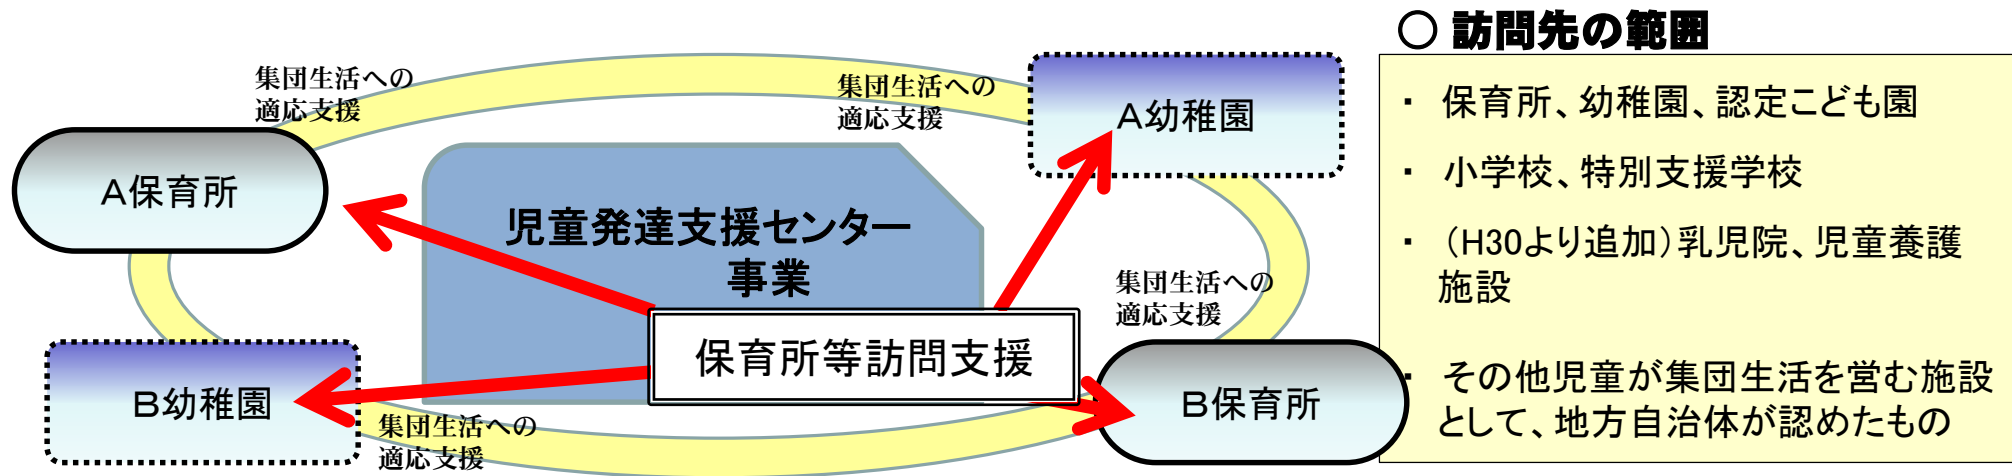 集団生活への
適応支援
集団生活への
適応支援
A幼稚園
A保育所
児童発達支援センター
事業
集団生活への
適応支援
保育所等訪問支援
B幼稚園
B保育所
集団生活への
適応支援
○ 訪問先の範囲
・ 保育所、幼稚園、認定こども園
・ 小学校、特別支援学校
・ (H30より追加)乳児院、児童養護
施設
・ その他児童が集団生活を営む施設
として、地方自治体が認めたもの